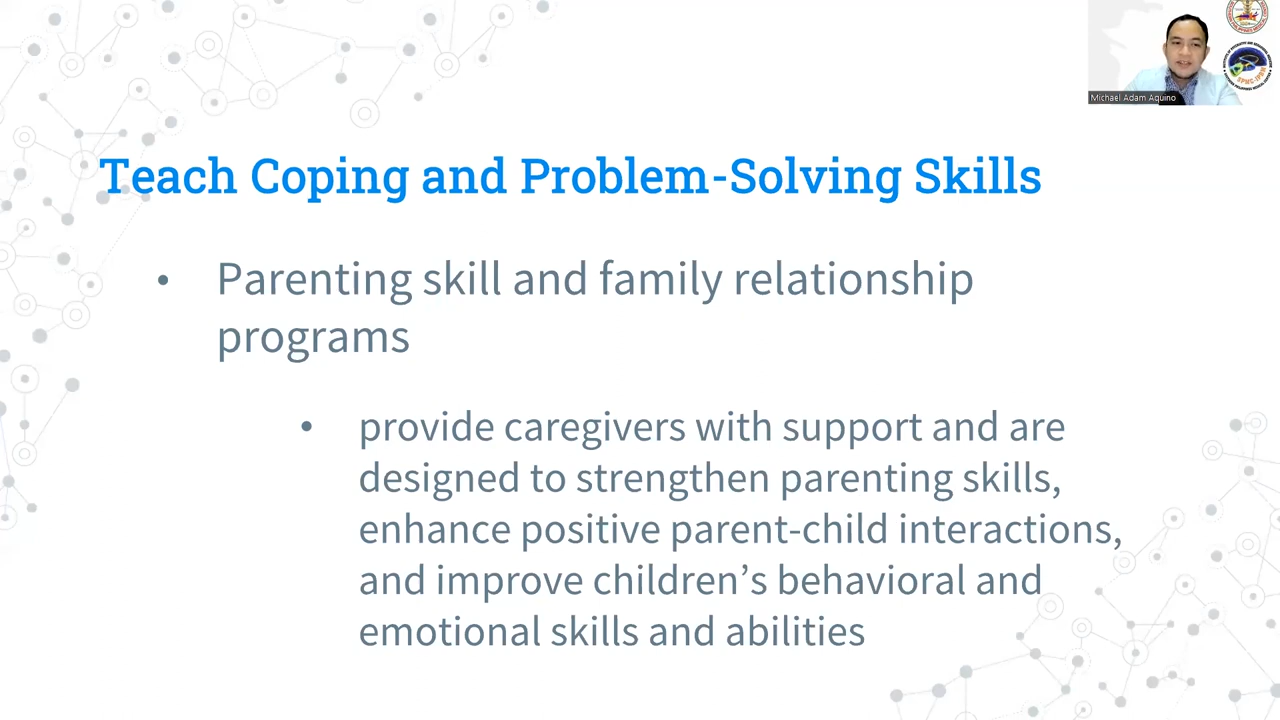 Michael Adam Aquino
Teach Coping and Problem-Solving Skills
• Parenting skill and family relationship
programs
• provide caregivers with support and are
designed to strengthen parenting skills,
enhance positive parent-child interactions,
and improve children’s behavioral and
emotional skills and abilities